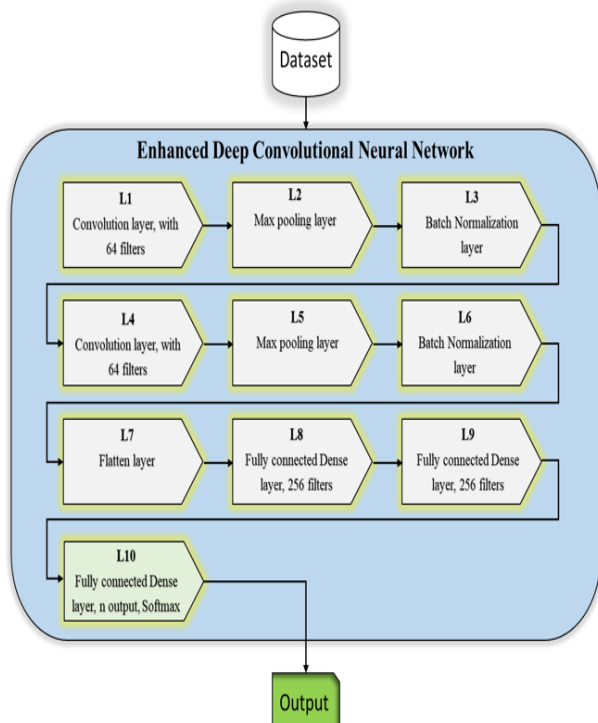 Dataset
Enhanced Deep Convolutional Neural Network
L1
Convolution layer, with
64 filters
L2
Max pooling layer
L3
Batch Normalization
layer
L4
Convolution layer, with
64 filters
L5
Max pooling layer
L6
Batch Normalization
layer
L7
Flatten layer
L8
Fully connected Dense
layer, 256 filters
L9
Fully connected Dense
layer, 256 filters
L10
Fully connected Dense
layer, n output, Softmax
Output